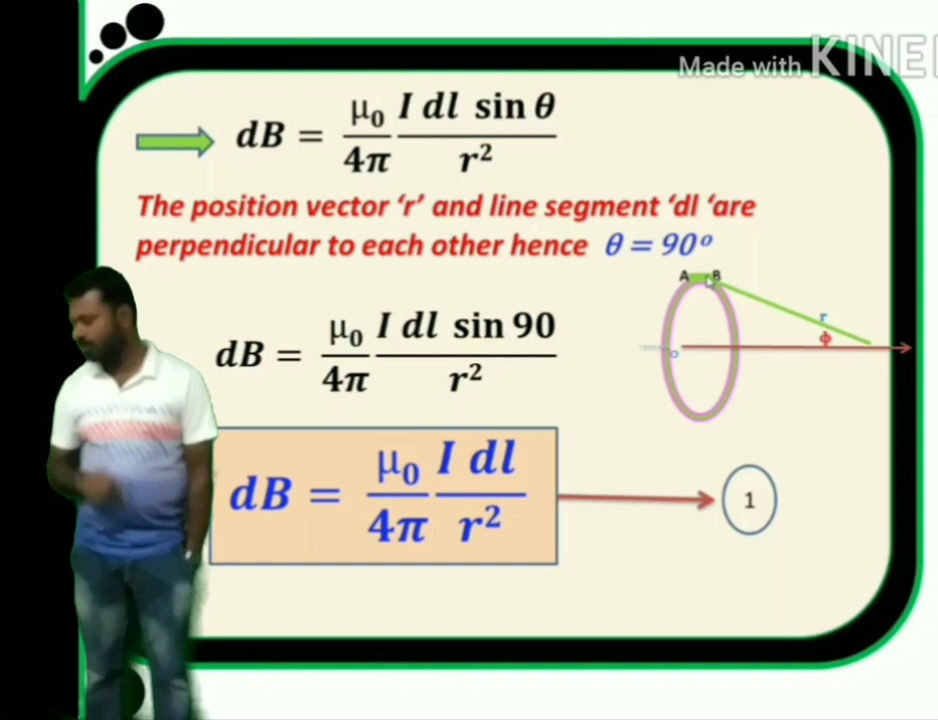 Made with KINE
dB = μ₀/4π I dl sin θ/r²
The position vector ‘r’ and line segment ‘dl ‘are
perpendicular to each other hence θ = 90°
A B
r
ϕ
o
dB = μ₀/4π I dl sin 90/r²
dB = μ₀/4π I dl/r²
1